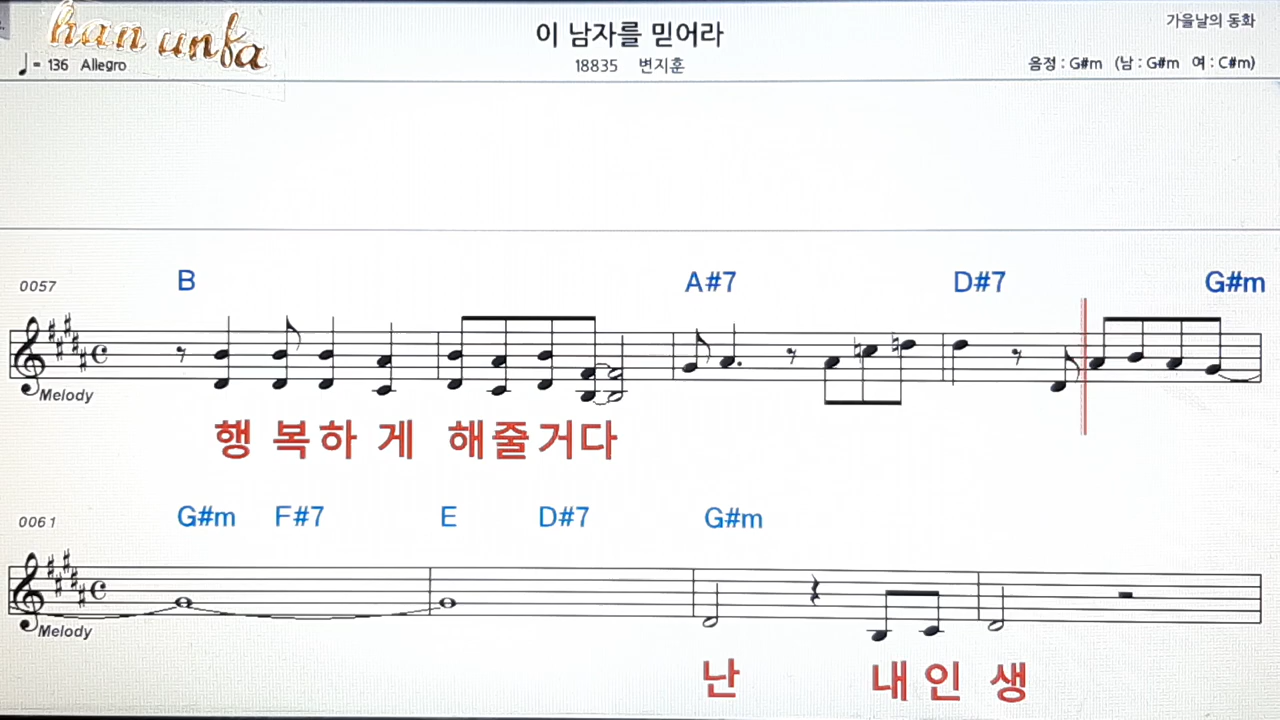 han unfa
이 남자를 믿어라
가을날의 동화
♩= 136 Allegro
18835 변지훈
음정 : G#m (남 : G#m 여 : C#m)
0057 B A#7 D#7 G#m
Melody
행 복하 게 해줄거다
0061 G#m F#7 E D#7 G#m
Melody
난 내 인 생